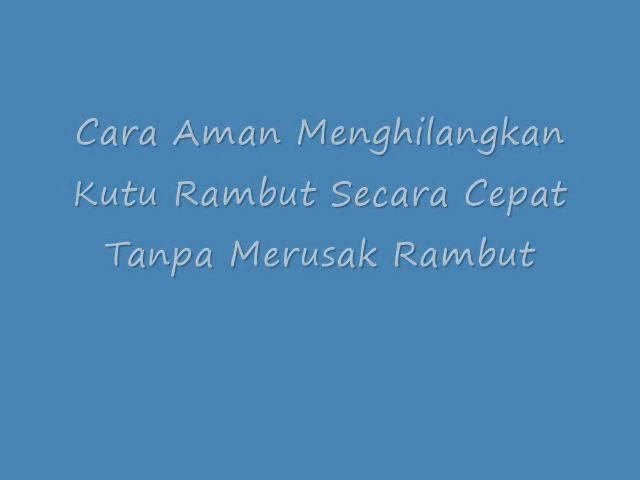 Cara Aman Menghilangkan
Kutu Rambut Secara Cepat
Tanpa Merusak Rambut